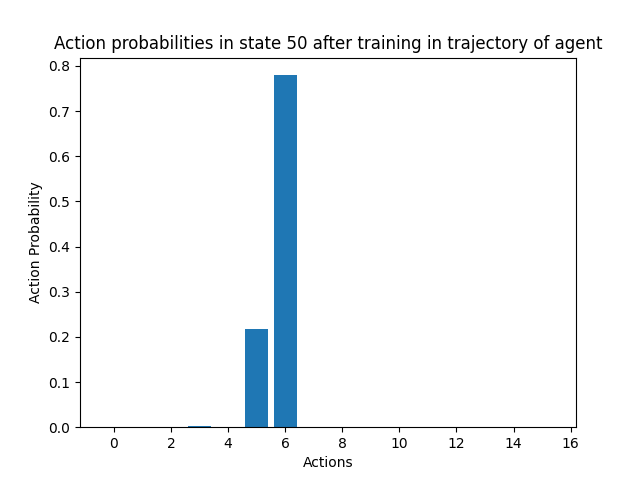 Action probabilities in state 50 after training in trajectory of agent
0.8
0.7
0.6
0.5
0.4
0.3
0.2
0.1
0.0
Action Probability
0 2 4 6 8 10 12 14 16
Actions